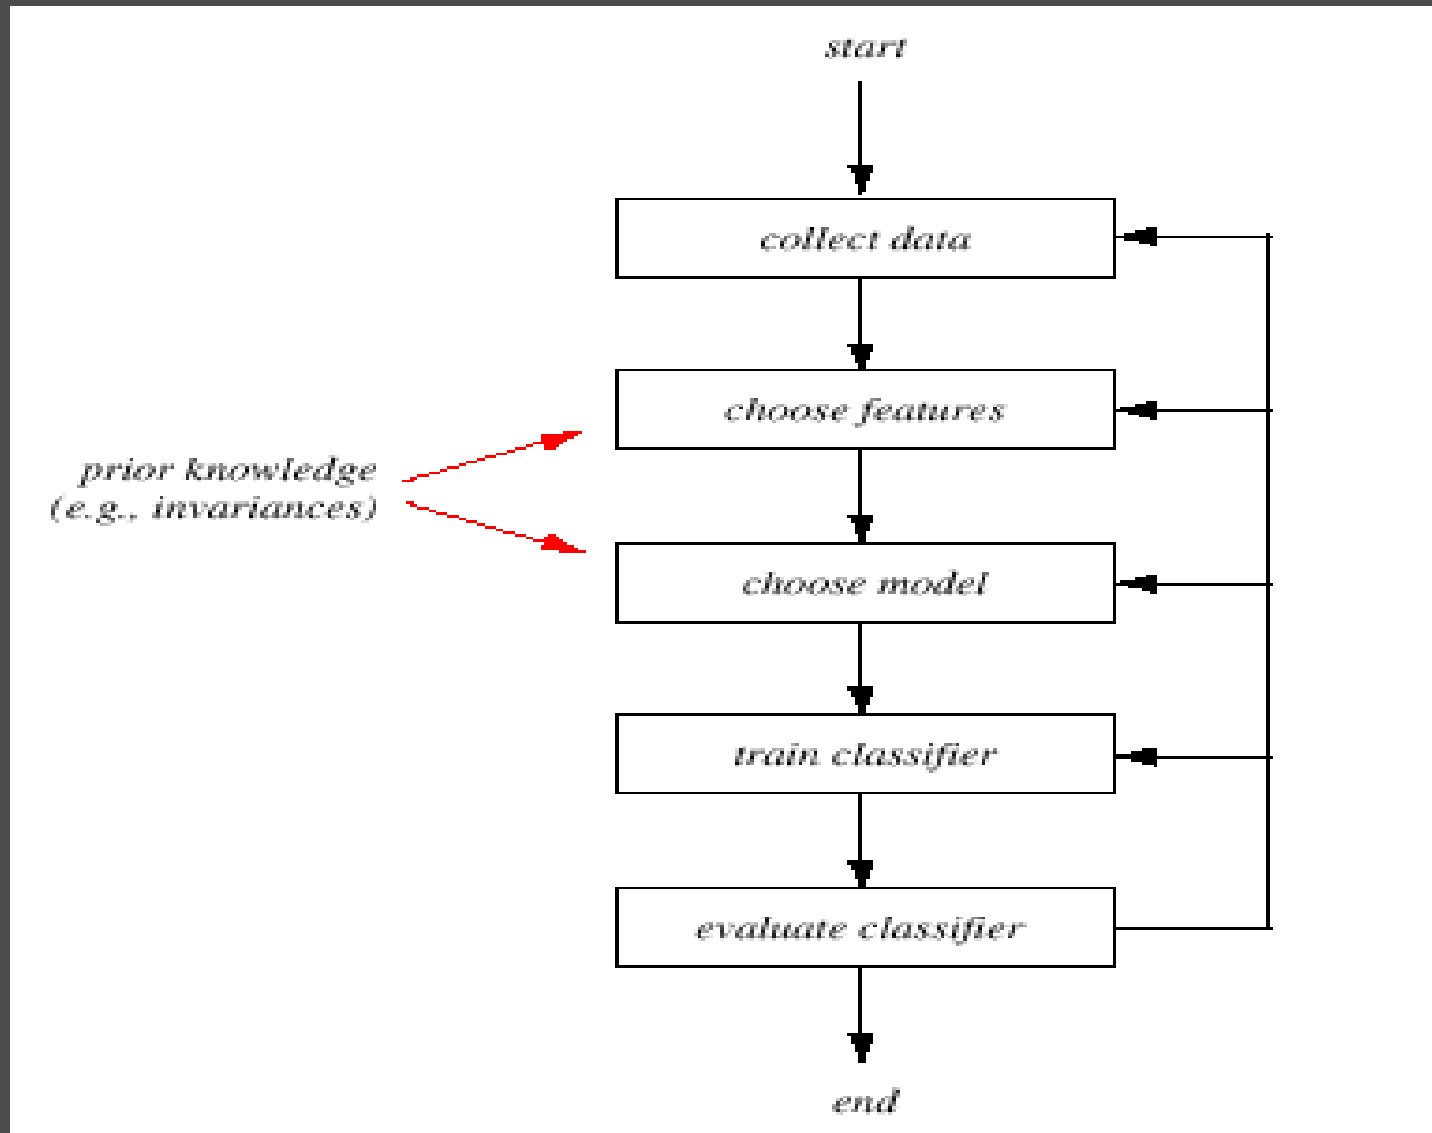 start
collect data
choose features
prior knowledge
(e.g., invariances)
choose model
train classifier
evaluate classifier
end